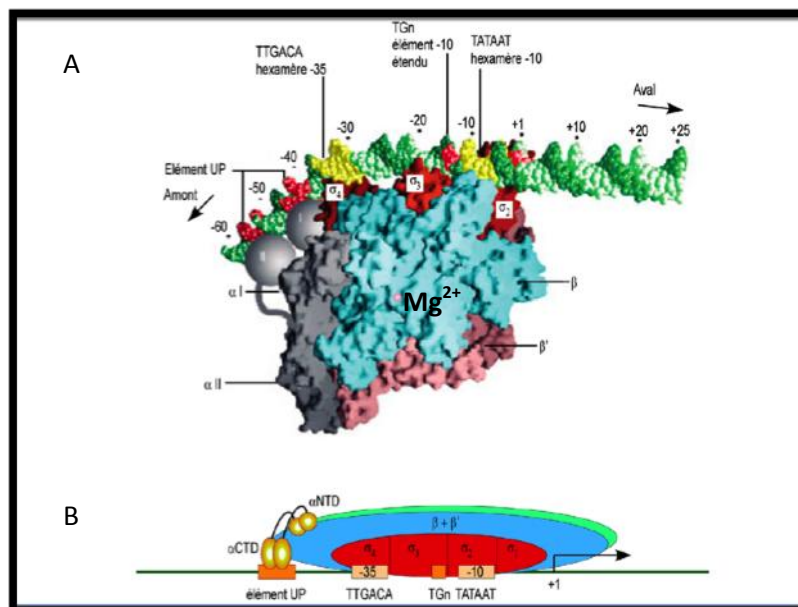 A
TTGACA
hexamère -35
TGn
élément -10
étendu
TATAAT
hexamère -10
Aval
-30
-20
-10
+1
+10
+20
+25
Elément UP
-40
-50
-60
Amont
σ4
σ3
σ2
α I
Mg2+
β
β'
α II
B
αNTD
αCTD
β + β'
σ4
σ3
σ2
-35
-10
+1
élément UP
TTGACA
TGn TATAAT